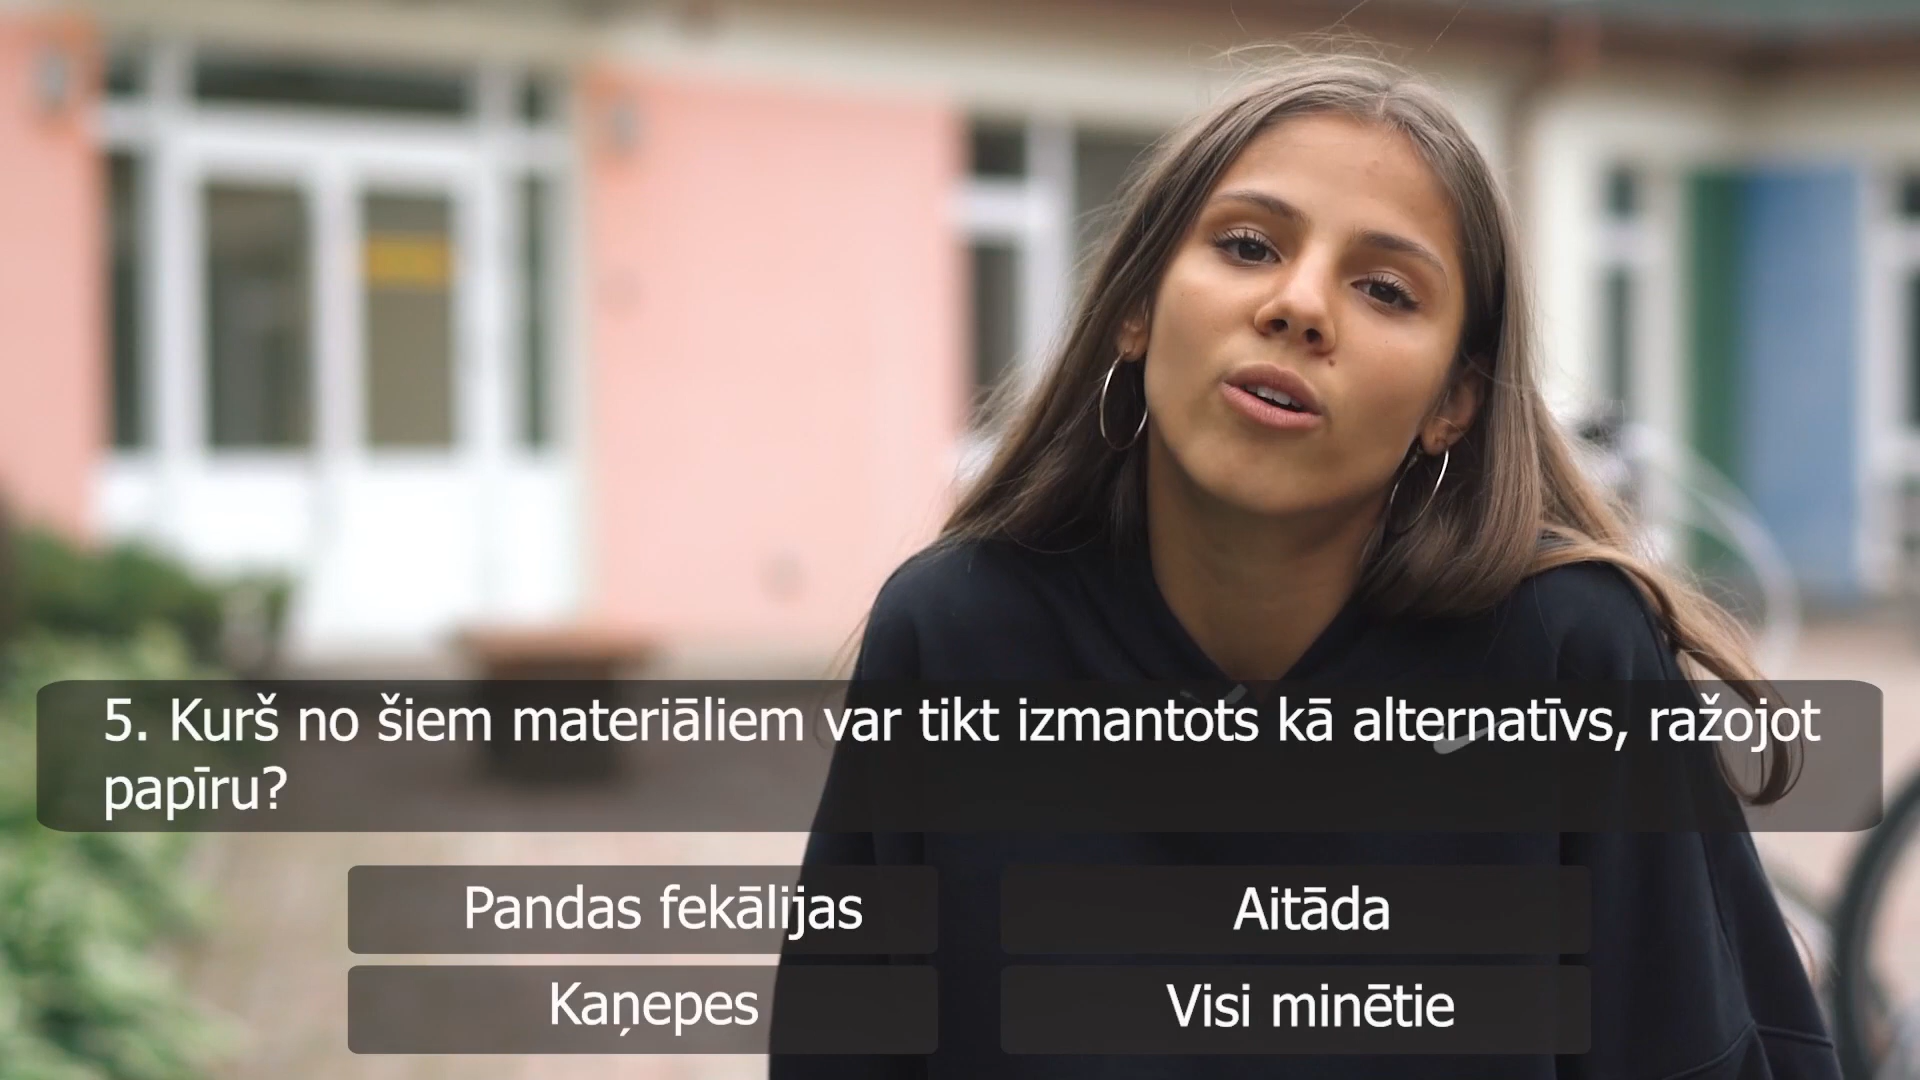 5. Kurš no šiem materiāliem var tikt izmantots kā alternatīvs, ražojot
papīru?
Pandas fekālijas
Aitāda
Kaņepes
Visi minētie